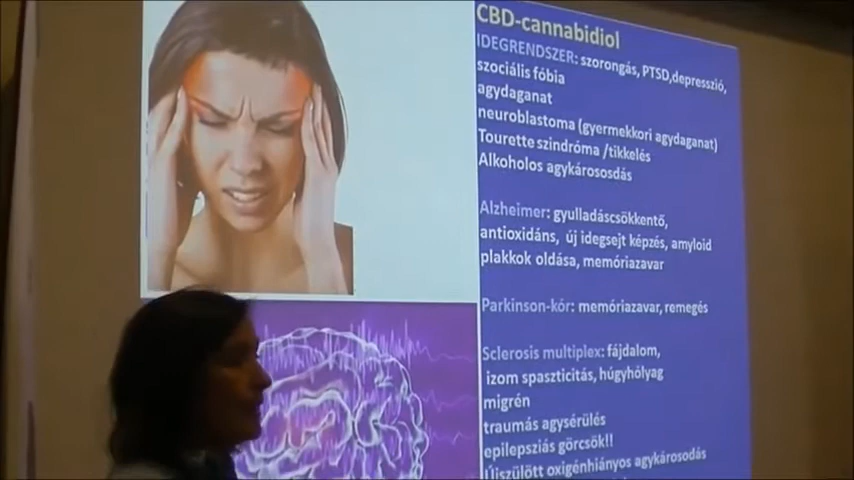 CBD-cannabidiol
IDEGRENDSZER: szorongás, PTSD,depresszió,
szociális fóbia
agydaganat
neuroblastoma (gyermekkori agydaganat)
Tourette szindróma /tikkelés
Alkoholos agykárososdás
Alzheimer: gyulladáscsökkentő,
antioxidáns, új idegsejt képzés, amyloid
plakkok oldása, memóriazavar
Parkinson-kór: memóriazavar, remegés
Sclerosis multiplex: fájdalom,
izom spaszticitás, húgyhólyag
migrén
traumás agysérülés
epilepsziás görcsök!!
Újszülött oxigénhiányos agykárosodás